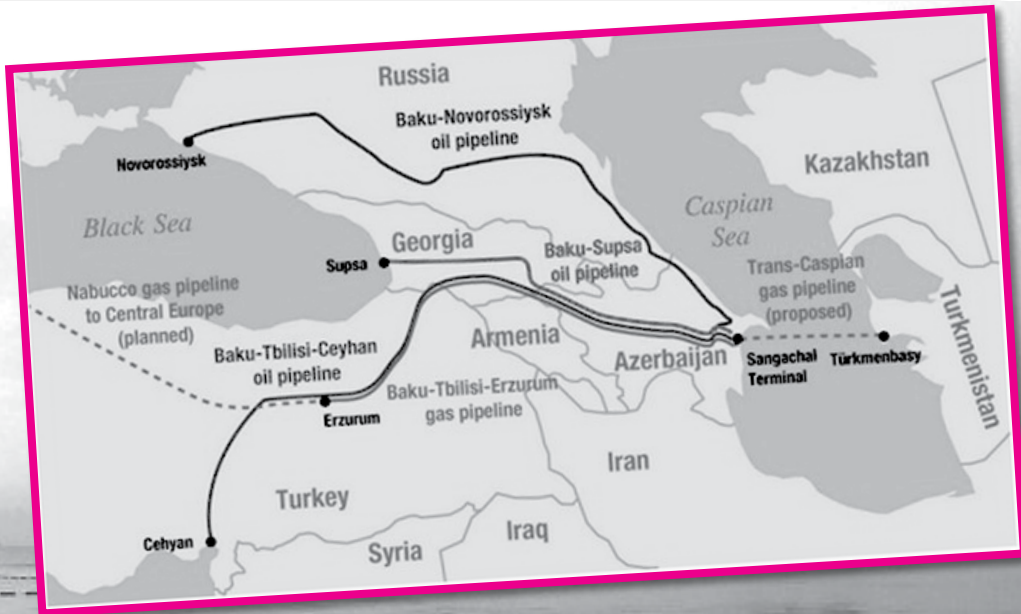 Russia
Baku-Novorossiysk
oil pipeline
Novorossiysk
Kazakhstan
Black Sea
Caspian
Sea
Georgia
Supsa
Baku-Supsa
oil pipeline
Trans-Caspian
gas pipeline
(proposed)
Nabucco gas pipeline
to Central Europe
(planned)
Turkmenistan
Armenia
Azerbaijan
Sangachal
Terminal
Türkmenbasy
Baku-Tbilisi-Ceyhan
oil pipeline
Baku-Tbilisi-Erzurum
gas pipeline
Erzurum
Iran
Turkey
Iraq
Cehyan
Syria